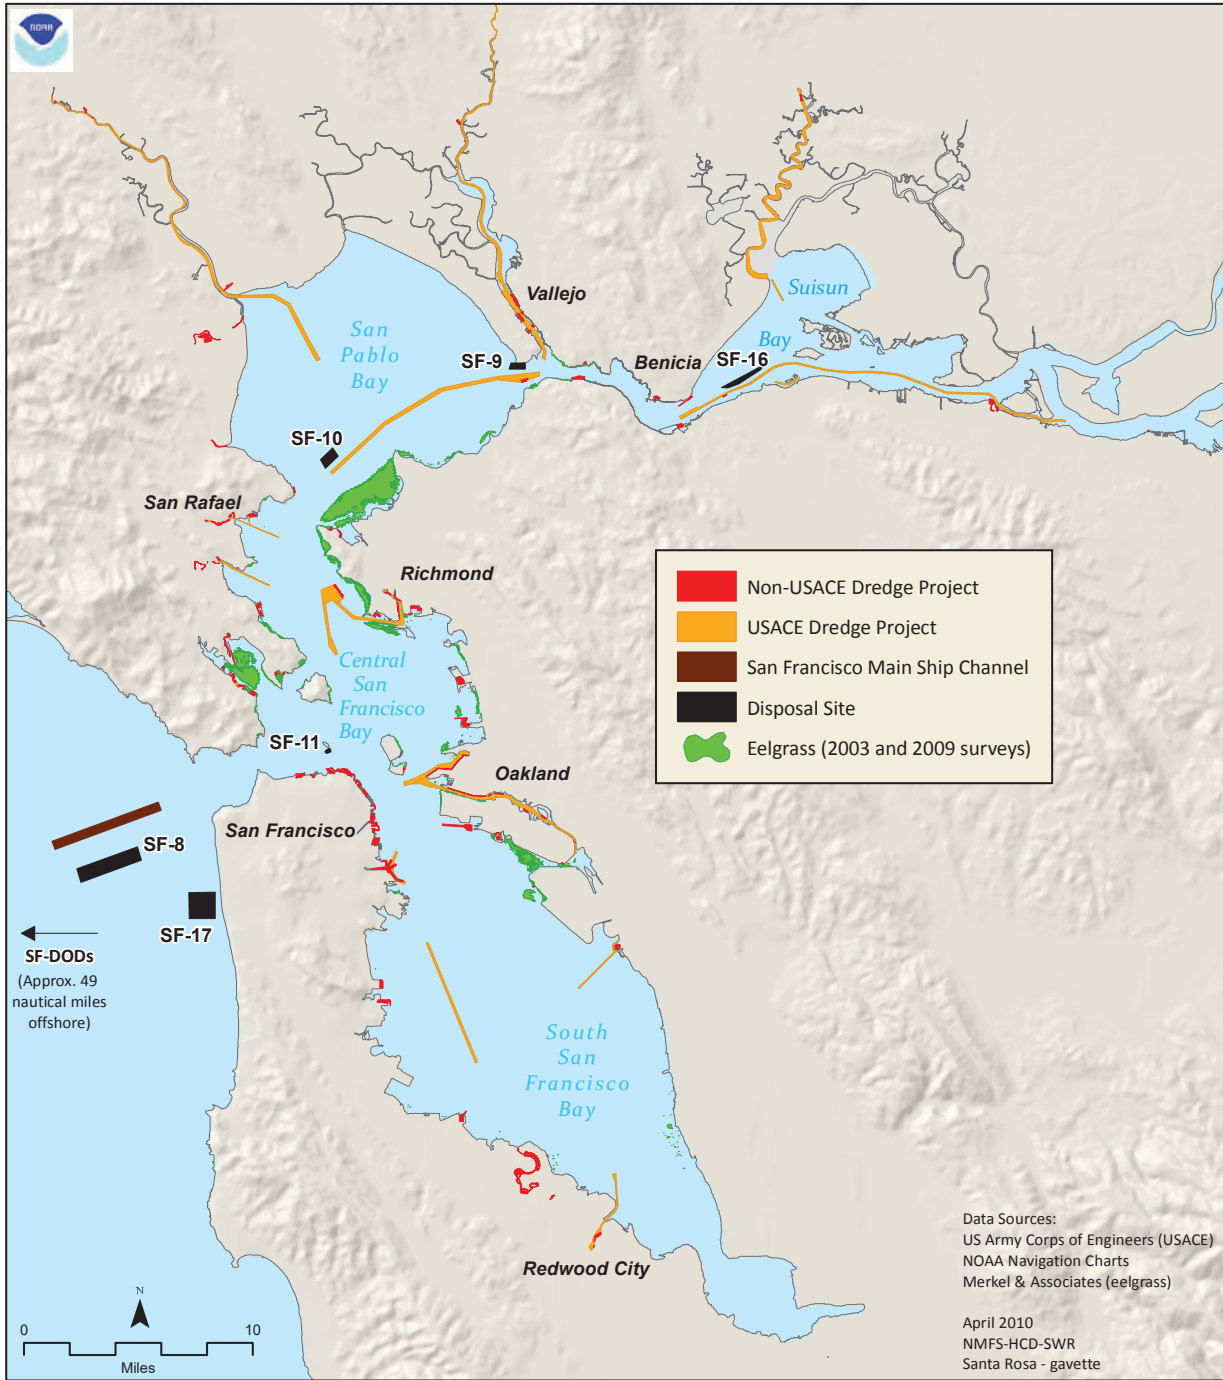 NOAA
Vallejo
Suisun
Bay
San
Pablo
Bay
SF-9
Benicia
SF-16
SF-10
San Rafael
Richmond
Non-USACE Dredge Project
USACE Dredge Project
San Francisco Main Ship Channel
Disposal Site
Eelgrass (2003 and 2009 surveys)
Central
San
Francisco
Bay
SF-11
Oakland
San Francisco
SF-8
SF-17
SF-DODs
(Approx. 49
nautical miles
offshore)
South
San
Francisco
Bay
Redwood City
Data Sources:
US Army Corps of Engineers (USACE)
NOAA Navigation Charts
Merkel & Associates (eelgrass)
April 2010
NMFS-HCD-SWR
Santa Rosa - gavette
N
0 10
Miles